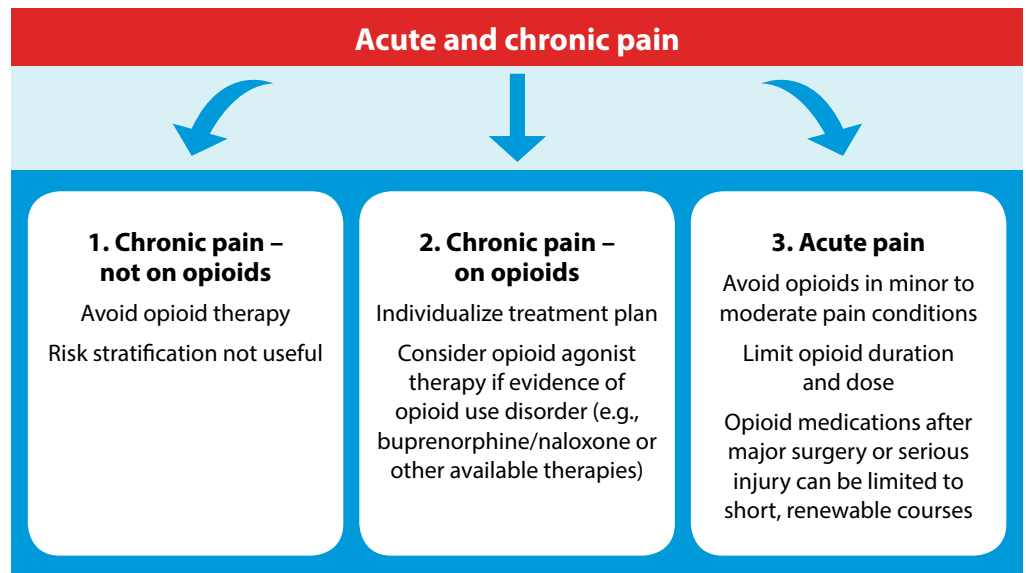 Acute and chronic pain
1. Chronic pain –
not on opioids
Avoid opioid therapy
Risk stratification not useful
2. Chronic pain –
on opioids
Individualize treatment plan
Consider opioid agonist
therapy if evidence of
opioid use disorder (e.g.,
buprenorphine/naloxone or
other available therapies)
3. Acute pain
Avoid opioids in minor to
moderate pain conditions
Limit opioid duration
and dose
Opioid medications after
major surgery or serious
injury can be limited to
short, renewable courses